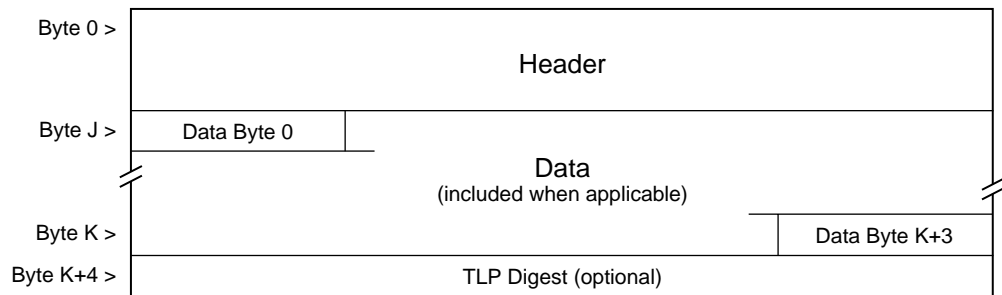 Byte 0 >
Header
Byte J >
Data Byte 0
Data
(included when applicable)
Byte K >
Data Byte K+3
Byte K+4 >
TLP Digest (optional)